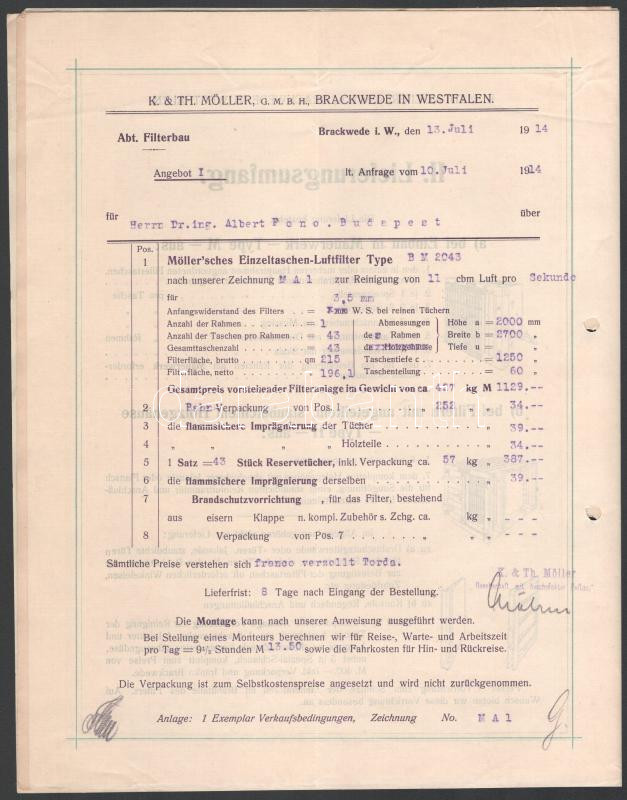 K. & TH. MÖLLER, G. M. B. H., BRACKWEDE IN WESTFALEN.
Abt. Filterbau
Brackwede i. W., den 13. Juli 1914
Angebot I lt. Anfrage vom 10. Juli 1914
für Herrn Dr.ing. Albert Fono. Budapest über
Pos.
1 Möller'sches Einzeltaschen-Luftfilter Type B M 2043
nach unserer Zeichnung M A 1 zur Reinigung von 11 cbm Luft pro Sekunde
für 3,5 mm
Anfangswiderstand des Filters . . = mm W. S. bei reinen Tüchern
Anzahl der Rahmen . . . . . = 1 Abmessungen Höhe a = 2000 mm
Anzahl der Taschen pro Rahmen = 43 der Rahmen Breite b = 2700 „
Gesamttaschenzahl . . . . = 43 des Holzgehäuse Tiefe u =
Filterfläche, brutto . . . . qm 215 Taschentiefe c . . . . = 1250 „
Filterfläche, netto . . . . „ 196,1 Taschenteilung . . . . = 60 „
Gesamtpreis vorstehender Filteranlage im Gewicht von ca 427 kg M 1129.--
2 Bahn Verpackung von Pos. 1 „ 252 „ 34.--
3 die flammsichere Imprägnierung der Tücher „ 39.--
4 „ „ „ „ Holzteile „ 34.--
5 1 Satz = 43 Stück Reservetücher, inkl. Verpackung ca. 57 kg „ 387.--
6 die flammsichere Imprägnierung derselben „ 39.--
7 Brandschutzvorrichtung , für das Filter, bestehend
aus eisern Klappe n. kompl. Zubehör s. Zchg. ca. kg „ - - -
8 Verpackung von Pos. 7 „ „ - - -
Sämtliche Preise verstehen sich franco verzollt Torda.
K. & Th. Möller
Lieferfrist: 8 Tage nach Eingang der Bestellung.
Die Montage kann nach unserer Anweisung ausgeführt werden.
Bei Stellung eines Monteurs berechnen wir für Reise-, Warte- und Arbeitszeit
pro Tag = 9½ Stunden M 13.50 sowie die Fahrkosten für Hin- und Rückreise.
Die Verpackung ist zum Selbstkostenpreise angesetzt und wird nicht zurückgenommen.
Anlage: 1 Exemplar Verkaufsbedingungen, Zeichnung No. M A 1